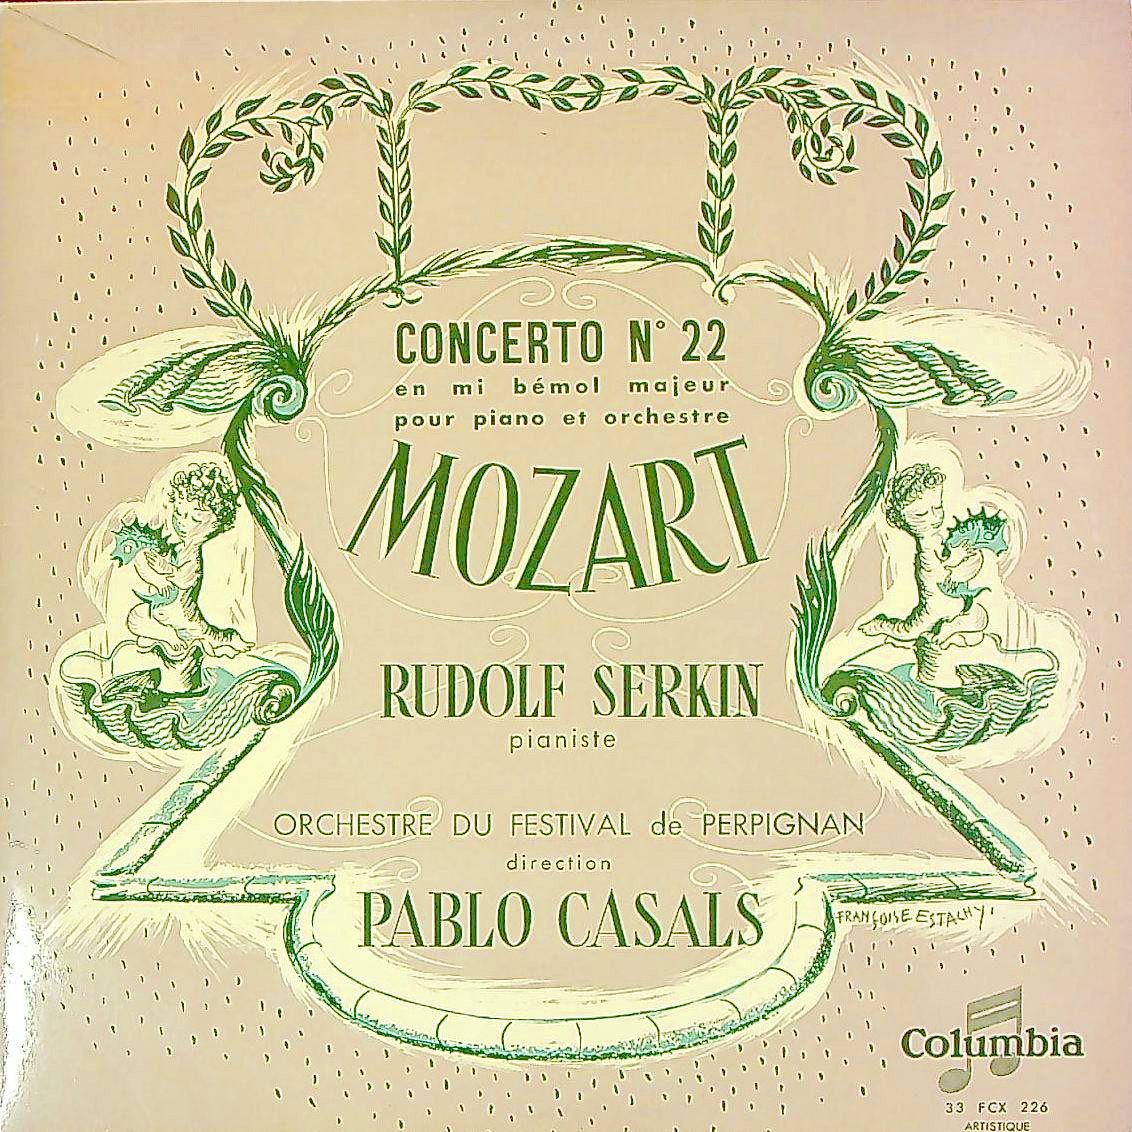 CONCERTO N° 22
en mi bémol majeur
pour piano et orchestre
MOZART
RUDOLF SERKIN
pianiste
ORCHESTRE DU FESTIVAL de PERPIGNAN
direction
PABLO CASALS
FRANÇOISE ESTACHY
Columbia
33 FCX 226
ARTISTIQUE